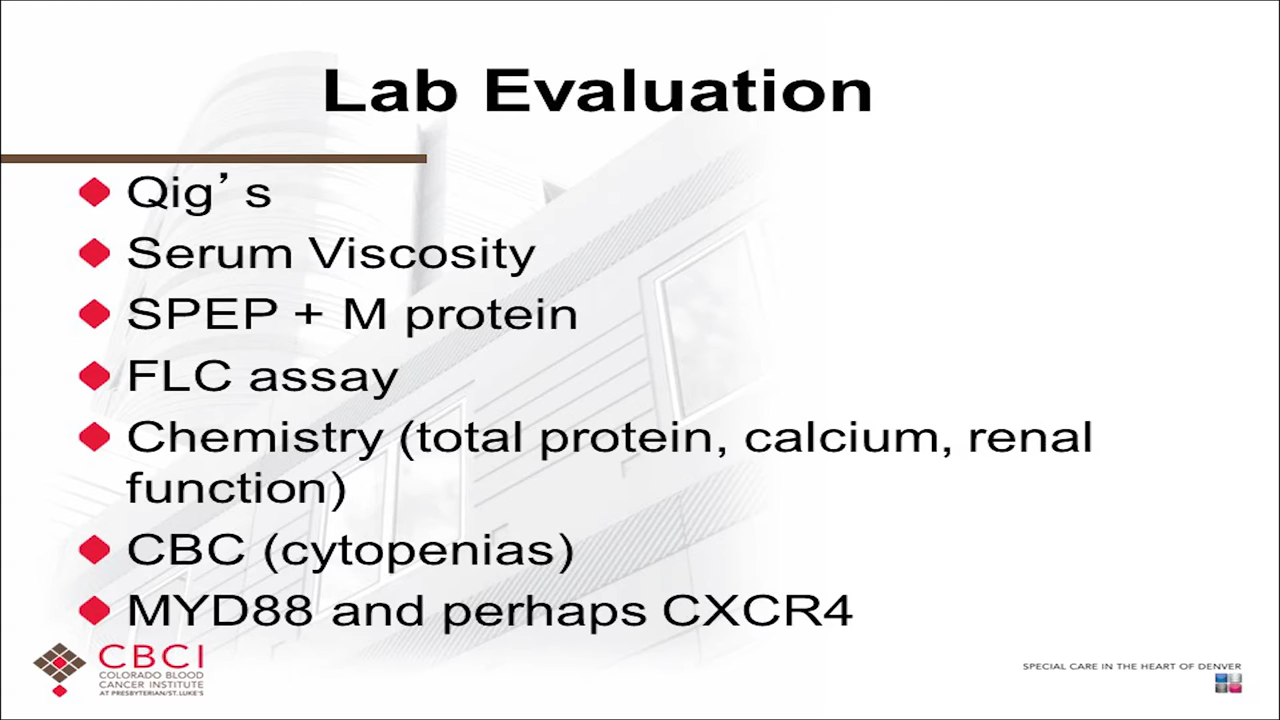 Lab Evaluation
Qig's
Serum Viscosity
SPEP + M protein
FLC assay
Chemistry (total protein, calcium, renal
function)
CBC (cytopenias)
MYD88 and perhaps CXCR4
CBCI
COLORADO BLOOD
CANCER INSTITUTE
AT PRESBYTERIAN/ST. LUKE'S
SPECIAL CARE IN THE HEART OF DENVER